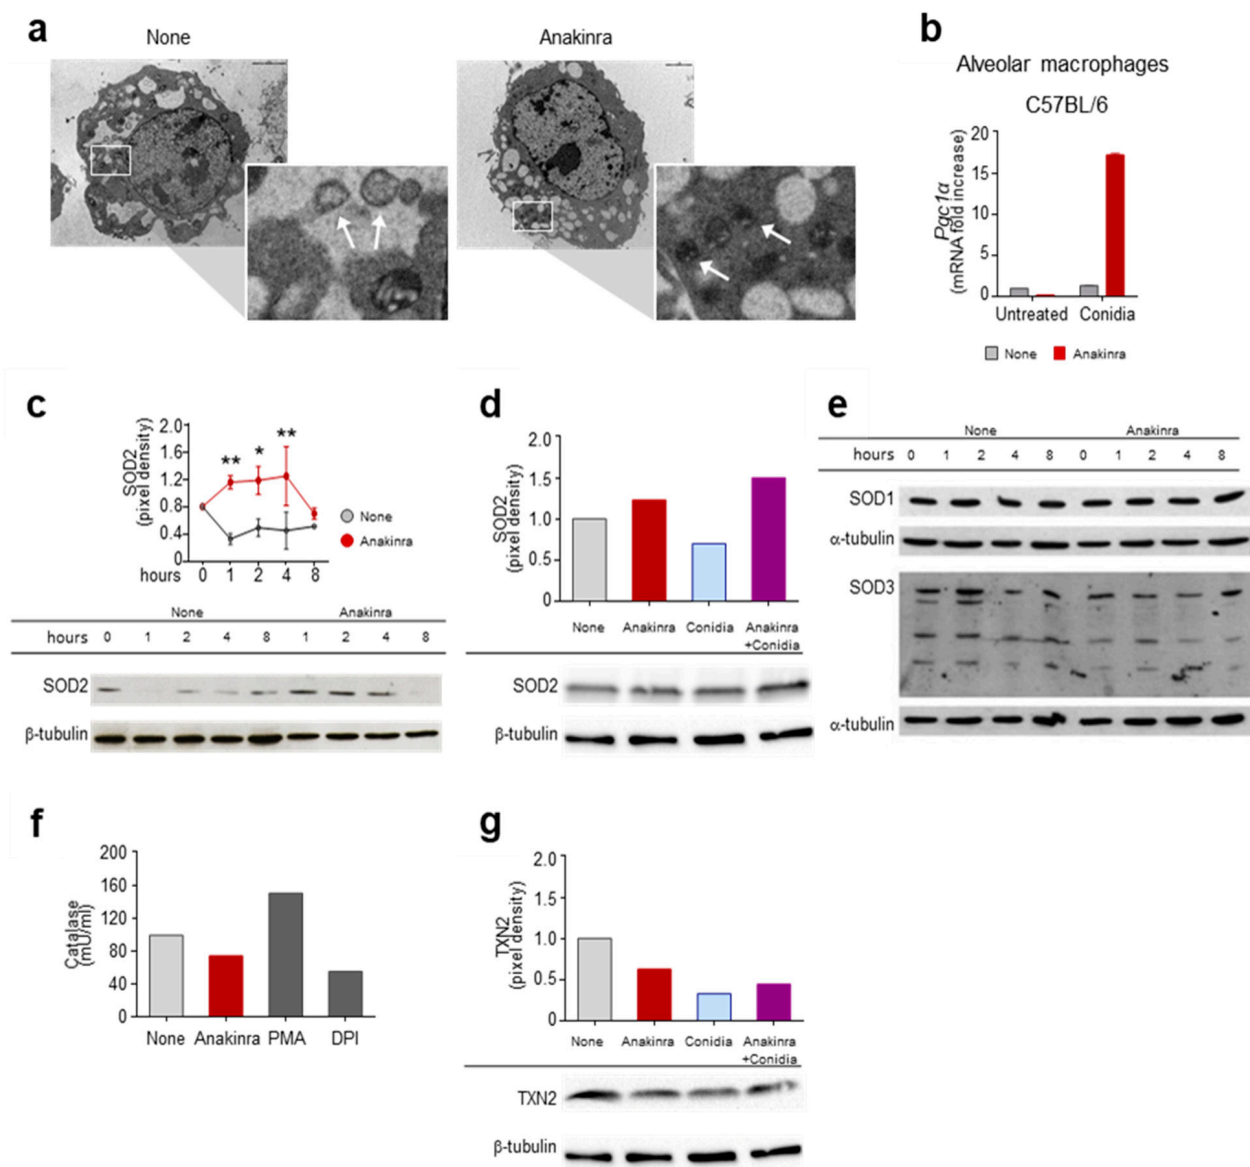 a
None
Anakinra
b
Alveolar macrophages
C57BL/6
Pgc1α
(mRNA fold increase)
20
15
10
5
0
Untreated Conidia
None Anakinra
c
SOD2
(pixel density)
2.0
1.6
1.2
0.8
0.4
0
** * **
None
Anakinra
hours 0 1 2 4 8
None Anakinra
hours 0 1 2 4 8 1 2 4 8
SOD2
β-tubulin
d
SOD2
(pixel density)
2.0
1.5
1.0
0.5
0
None Anakinra Conidia Anakinra
+Conidia
SOD2
β-tubulin
e
None Anakinra
hours 0 1 2 4 8 0 1 2 4 8
SOD1
α-tubulin
SOD3
α-tubulin
f
Catalase
(mU/ml)
200
160
120
80
40
0
None Anakinra PMA DPI
g
TXN2
(pixel density)
2.0
1.5
1.0
0.5
0
None Anakinra Conidia Anakinra
+Conidia
TXN2
β-tubulin